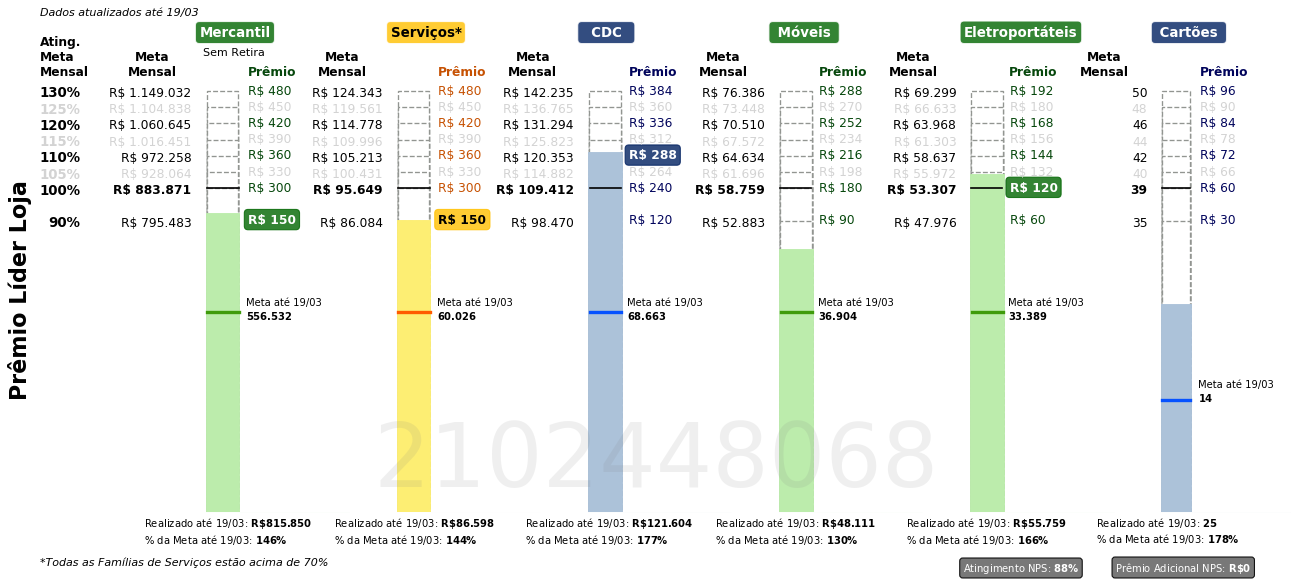 Dados atualizados até 19/03
Mercantil Serviços* CDC Móveis Eletroportáteis Cartões
Sem Retira
Ating. Meta Mensal
Meta Mensal Prêmio Meta Mensal Prêmio Meta Mensal Prêmio Meta Mensal Prêmio Meta Mensal Prêmio Meta Mensal Prêmio
130% R$ 1.149.032 R$ 480 R$ 124.343 R$ 480 R$ 142.235 R$ 384 R$ 76.386 R$ 288 R$ 69.299 R$ 192 50 R$ 96
125% R$ 1.104.838 R$ 450 R$ 119.561 R$ 450 R$ 136.765 R$ 360 R$ 73.448 R$ 270 R$ 66.633 R$ 180 48 R$ 90
120% R$ 1.060.645 R$ 420 R$ 114.778 R$ 420 R$ 131.294 R$ 336 R$ 70.510 R$ 252 R$ 63.968 R$ 168 46 R$ 84
115% R$ 1.016.451 R$ 390 R$ 109.996 R$ 390 R$ 125.823 R$ 312 R$ 67.572 R$ 234 R$ 61.303 R$ 156 44 R$ 78
110% R$ 972.258 R$ 360 R$ 105.213 R$ 360 R$ 120.353 R$ 288 R$ 64.634 R$ 216 R$ 58.637 R$ 144 42 R$ 72
105% R$ 928.064 R$ 330 R$ 100.431 R$ 330 R$ 114.882 R$ 264 R$ 61.696 R$ 198 R$ 55.972 R$ 132 40 R$ 66
100% R$ 883.871 R$ 300 R$ 95.649 R$ 300 R$ 109.412 R$ 240 R$ 58.759 R$ 180 R$ 53.307 R$ 120 39 R$ 60
90% R$ 795.483 R$ 150 R$ 86.084 R$ 150 R$ 98.470 R$ 120 R$ 52.883 R$ 90 R$ 47.976 R$ 60 35 R$ 30
Prêmio Líder Loja
Meta até 19/03 Meta até 19/03 Meta até 19/03 Meta até 19/03 Meta até 19/03
556.532 60.026 68.663 36.904 33.389
Meta até 19/03
14
2102448068
Realizado até 19/03: R$815.850 Realizado até 19/03: R$86.598 Realizado até 19/03: R$121.604 Realizado até 19/03: R$48.111 Realizado até 19/03: R$55.759 Realizado até 19/03: 25
% da Meta até 19/03: 146% % da Meta até 19/03: 144% % da Meta até 19/03: 177% % da Meta até 19/03: 130% % da Meta até 19/03: 166% % da Meta até 19/03: 178%
*Todas as Famílias de Serviços estão acima de 70%
Atingimento NPS: 88% Prêmio Adicional NPS: R$0